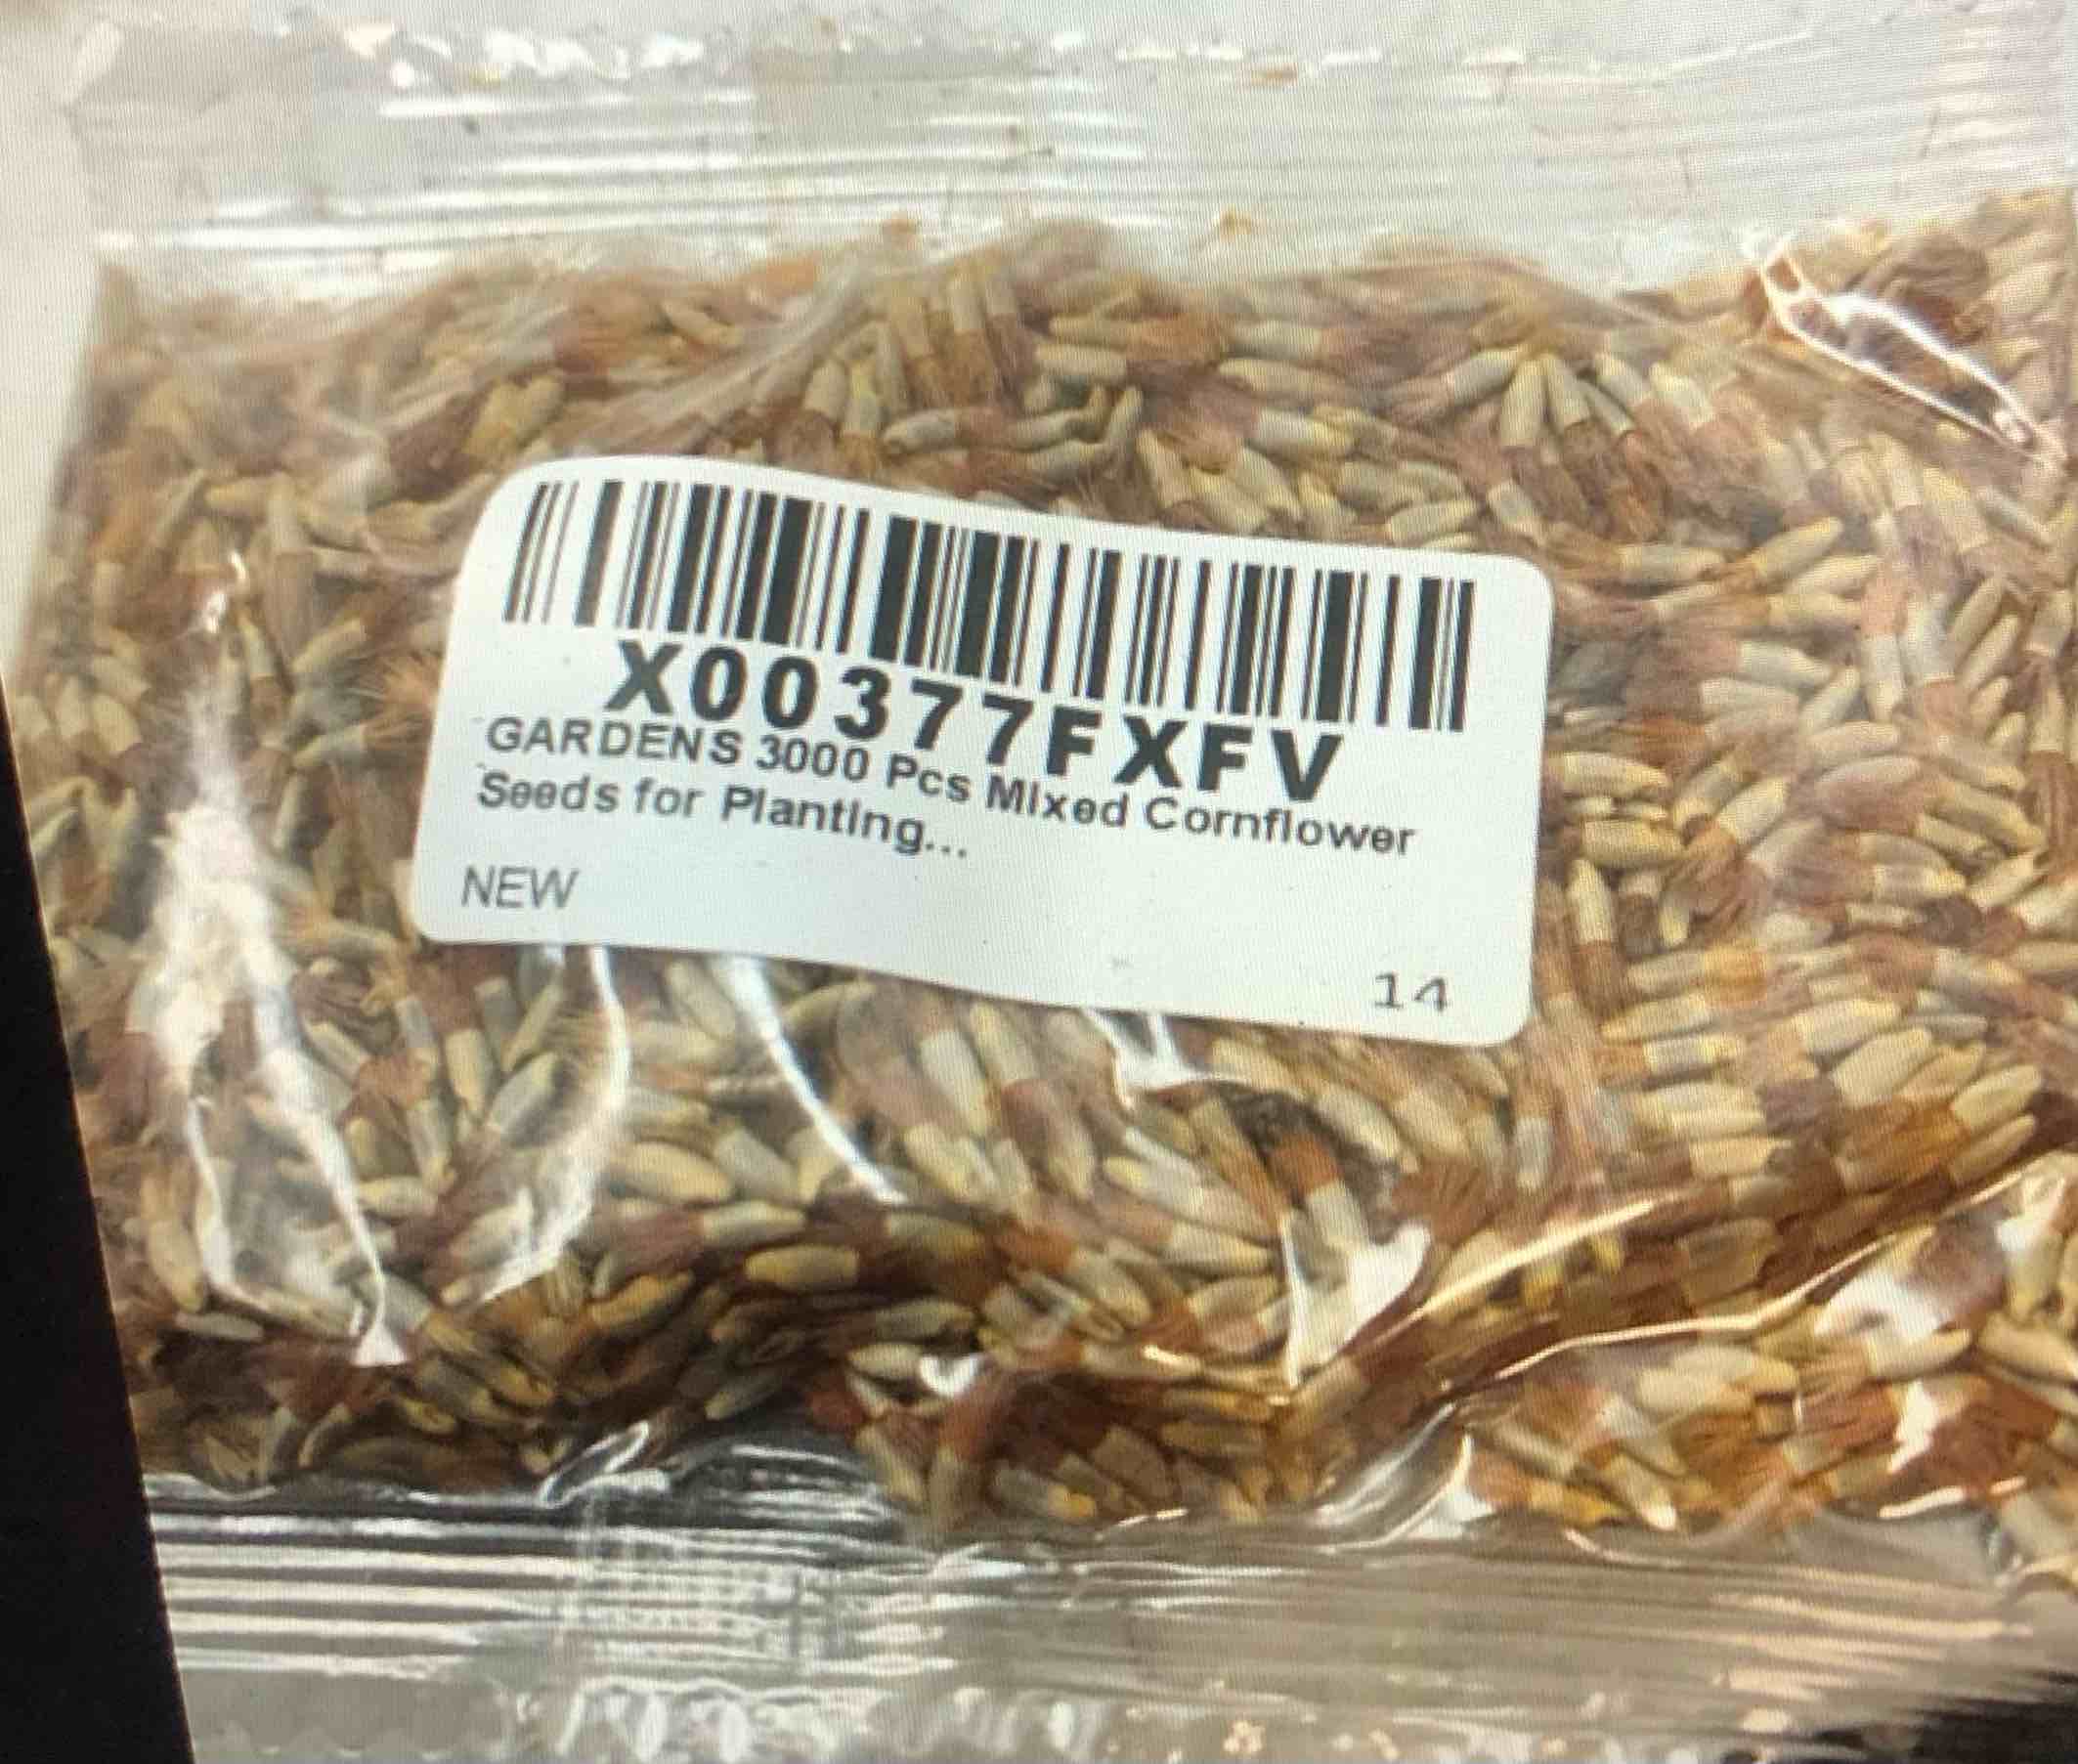 X00377FXFV
GARDENS 3000 Pcs Mixed Cornflower
Seeds for Planting...
NEW
14